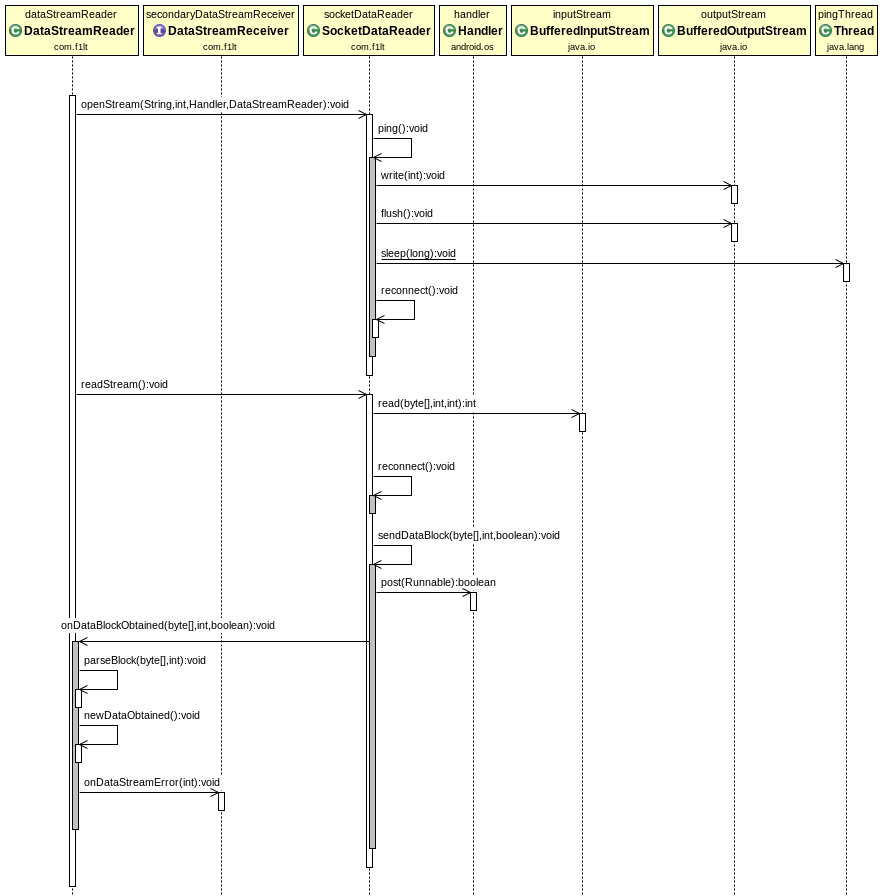 dataStreamReader
DataStreamReader
com.f1lt
secondaryDataStreamReceiver
DataStreamReceiver
com.f1lt
socketDataReader
SocketDataReader
com.f1lt
handler
Handler
android.os
inputStream
BufferedInputStream
java.io
outputStream
BufferedOutputStream
java.io
pingThread
Thread
java.lang
openStream(String,int,Handler,DataStreamReader):void
ping():void
write(int):void
flush():void
sleep(long):void
reconnect():void
readStream():void
read(byte[],int,int):int
reconnect():void
sendDataBlock(byte[],int,boolean):void
post(Runnable):boolean
onDataBlockObtained(byte[],int,boolean):void
parseBlock(byte[],int):void
newDataObtained():void
onDataStreamError(int):void